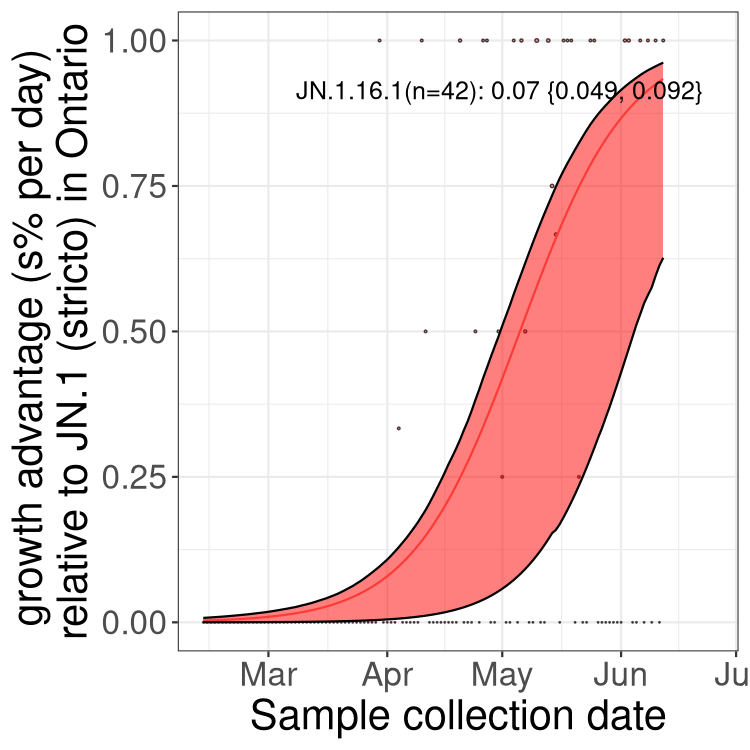 growth advantage (s% per day)
relative to JN.1 (stricto) in Ontario
1.00
0.75
0.50
0.25
0.00
JN.1.16.1(n=42): 0.07 {0.049, 0.092}
Mar Apr May Jun Ju
Sample collection date